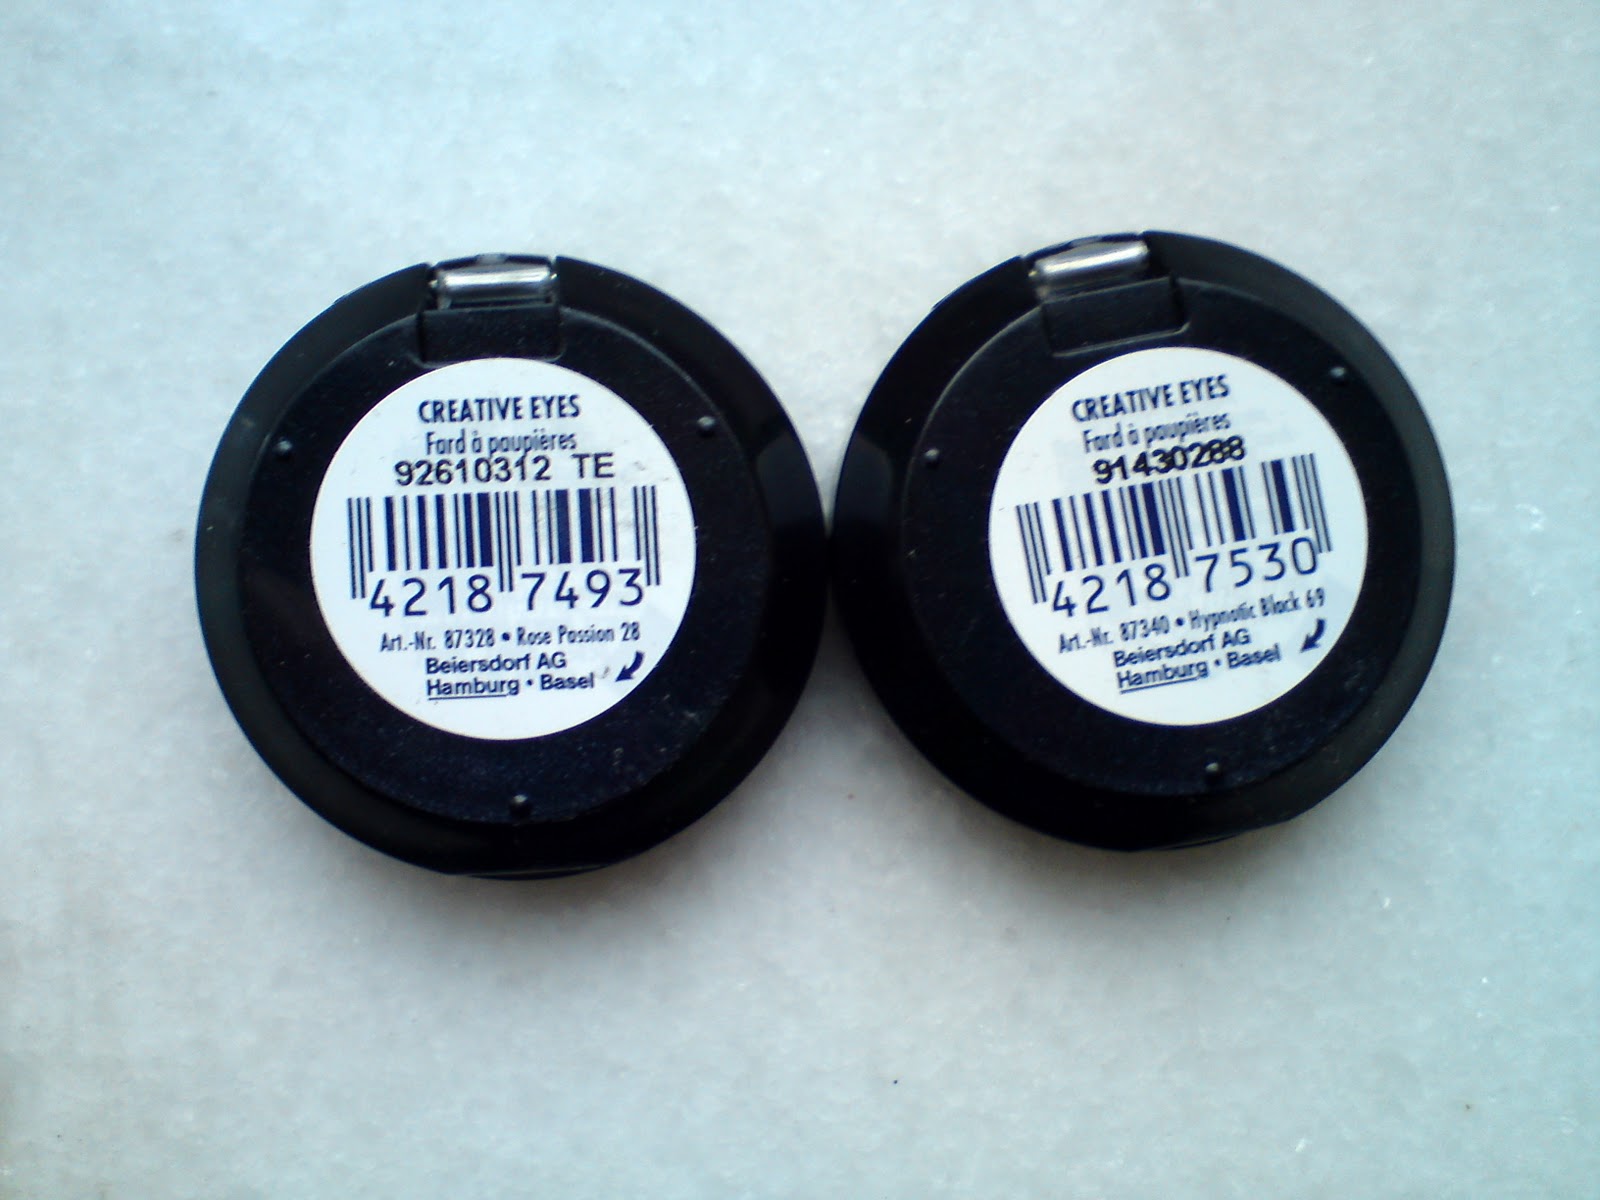 CREATIVE EYES
Fard à paupières
92610312 TE
4218 7493
Art.-Nr. 87328 • Rose Passion 28
Beiersdorf AG
Hamburg • Basel
CREATIVE EYES
Fard à paupières
91430288
4218 7530
Art.-Nr. 87340 • Hypnotic Black 69
Beiersdorf AG
Hamburg • Basel